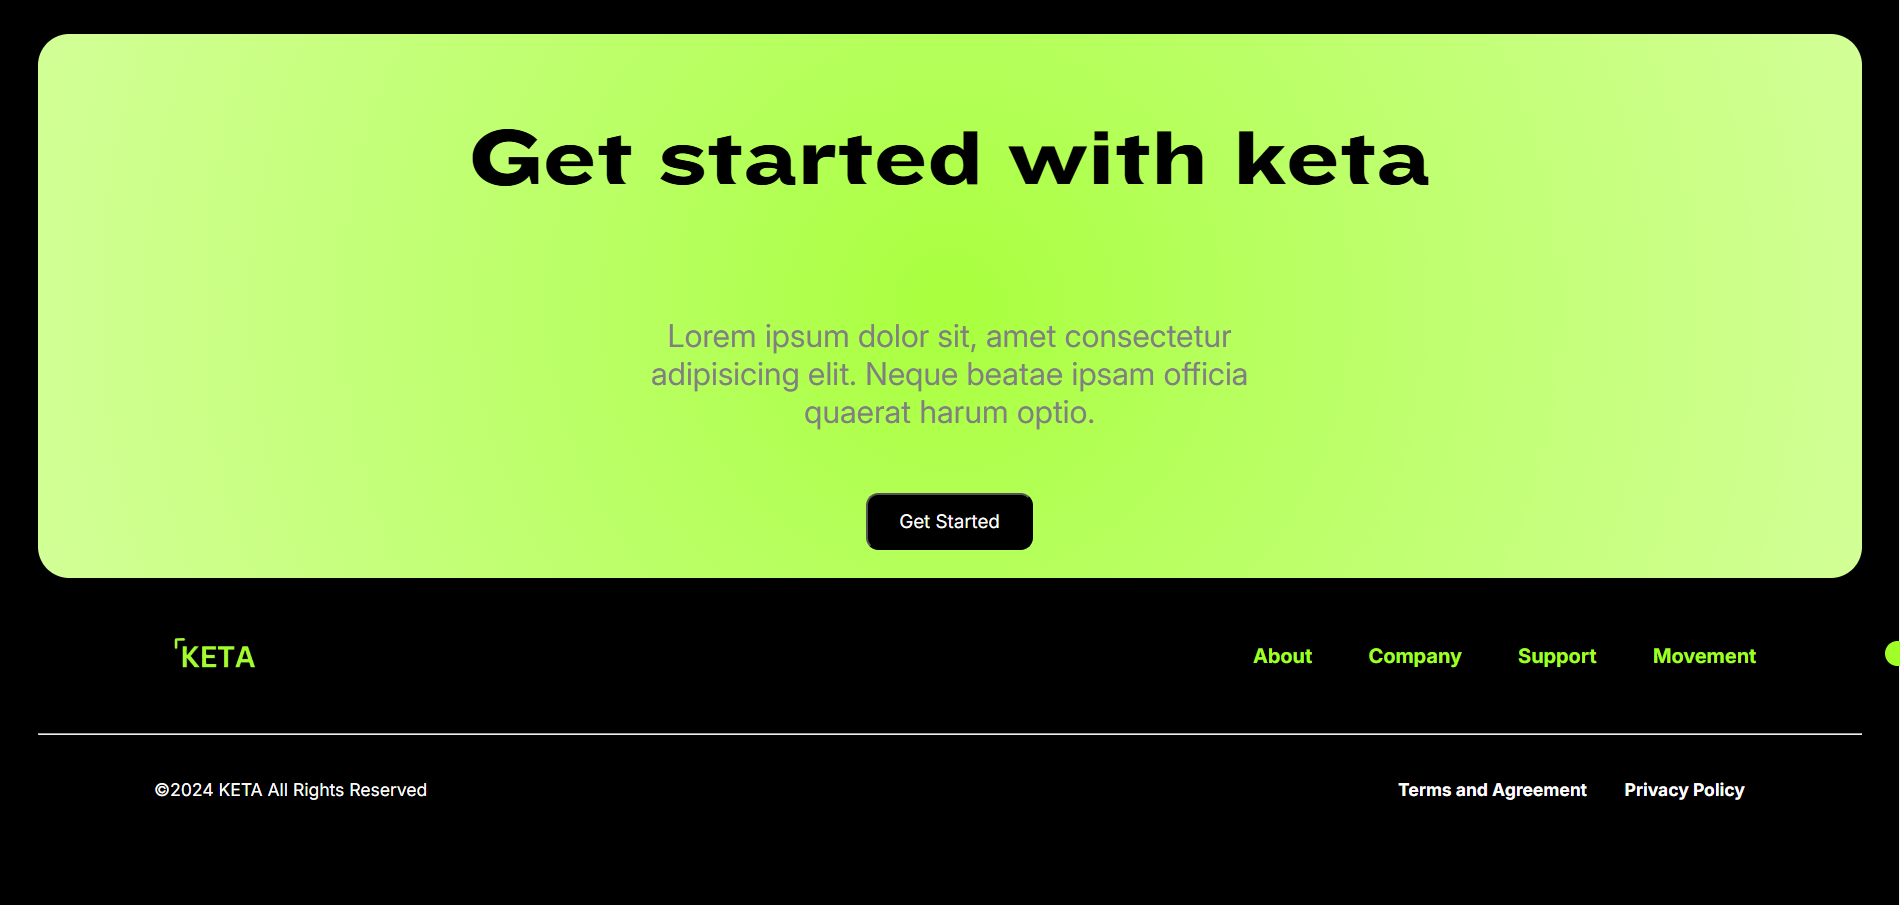 Get started with keta
Lorem ipsum dolor sit, amet consectetur
adipisicing elit. Neque beatae ipsam officia
quaerat harum optio.
Get Started
KETA
About Company Support Movement
©2024 KETA All Rights Reserved
Terms and Agreement Privacy Policy